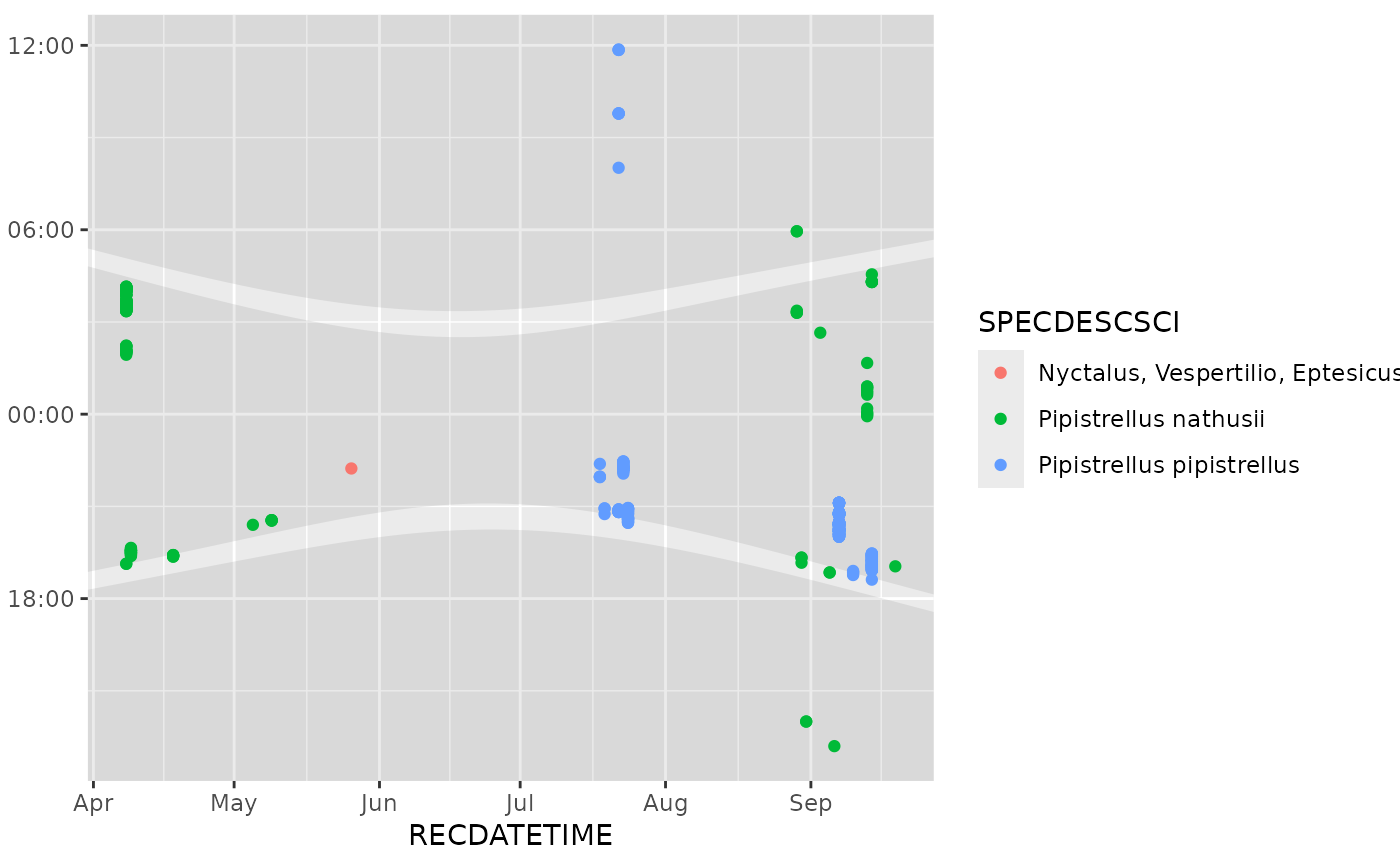 12:00
06:00
00:00
18:00
Apr
May
Jun
Jul
Aug
Sep
RECDATETIME
SPECDESCSCI
Nyctalus, Vespertilio, Eptesicus
Pipistrellus nathusii
Pipistrellus pipistrellus